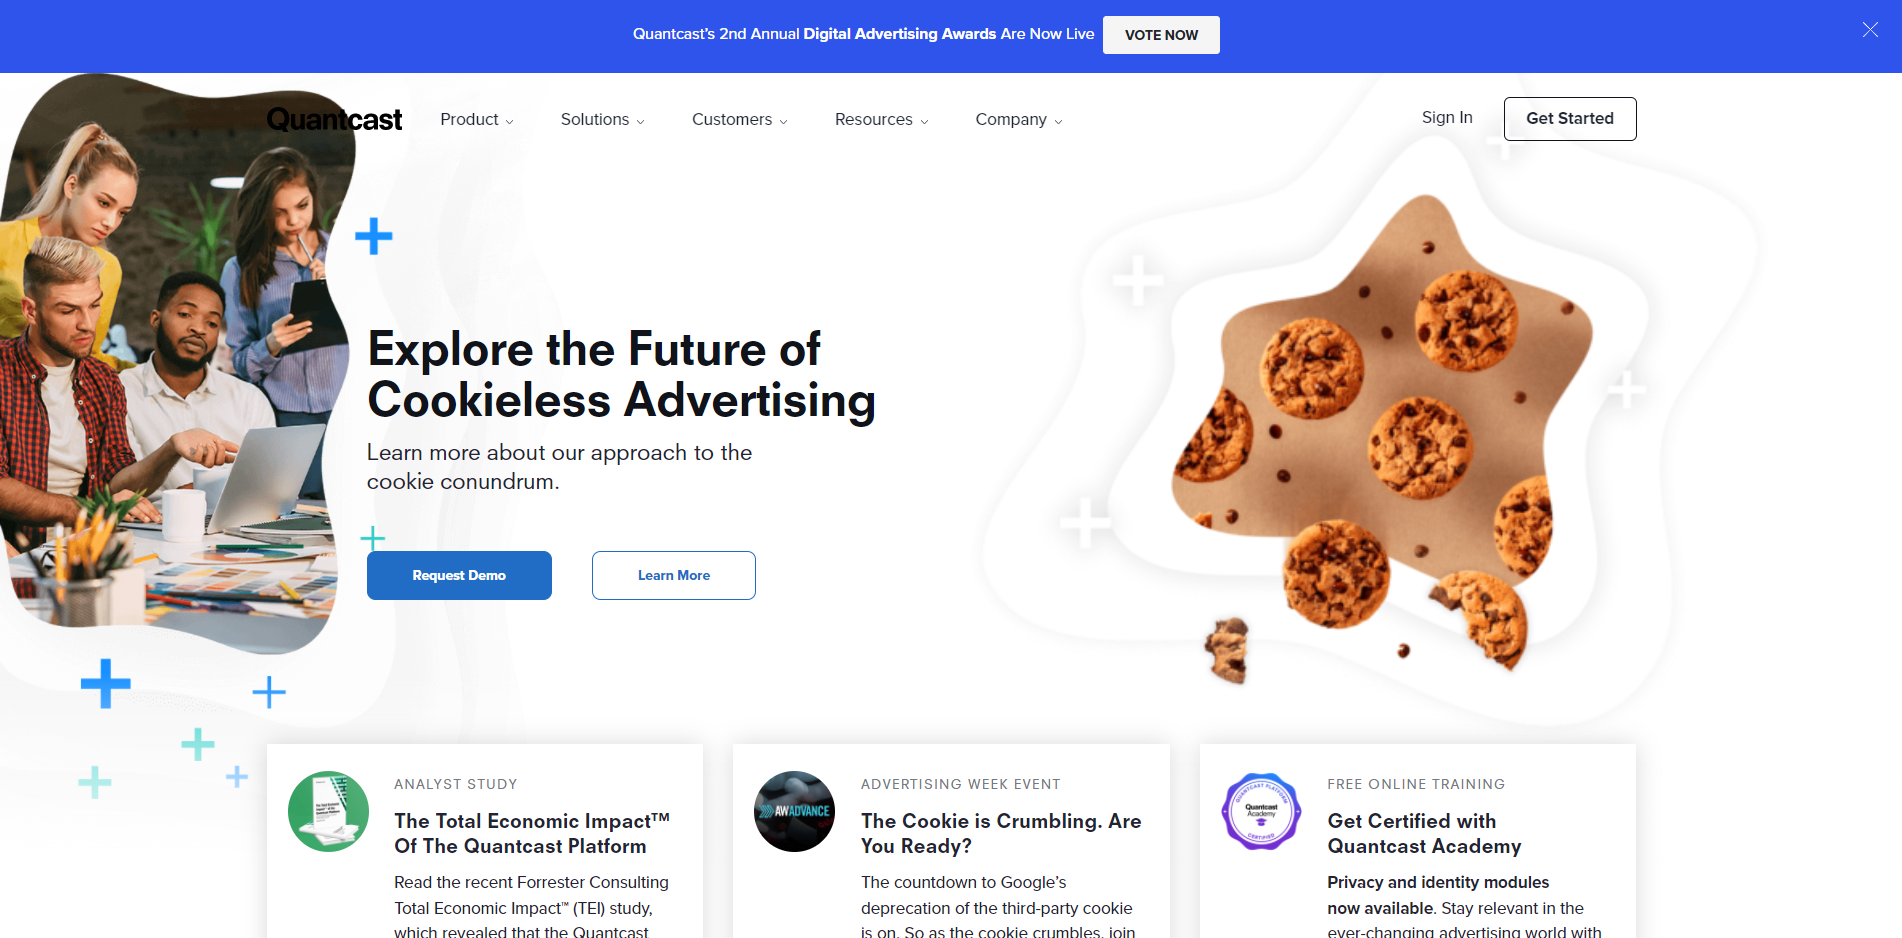 Quantcast's 2nd Annual Digital Advertising Awards Are Now Live VOTE NOW
Quantcast Product Solutions Customers Resources Company Sign In Get Started
Explore the Future of
Cookieless Advertising
Learn more about our approach to the
cookie conundrum.
Request Demo Learn More
ANALYST STUDY
The Total Economic Impact™
Of The Quantcast Platform
Read the recent Forrester Consulting
Total Economic Impact™ (TEI) study,
which revealed that the Quantcast
AWADVANCE
ADVERTISING WEEK EVENT
The Cookie is Crumbling. Are
You Ready?
The countdown to Google's
deprecation of the third-party cookie
is on. So as the cookie crumbles, join
QUANTCAST PLATFORM
Quantcast
Academy
CERTIFIED
FREE ONLINE TRAINING
Get Certified with
Quantcast Academy
Privacy and identity modules
now available. Stay relevant in the
ever-changing advertising world with